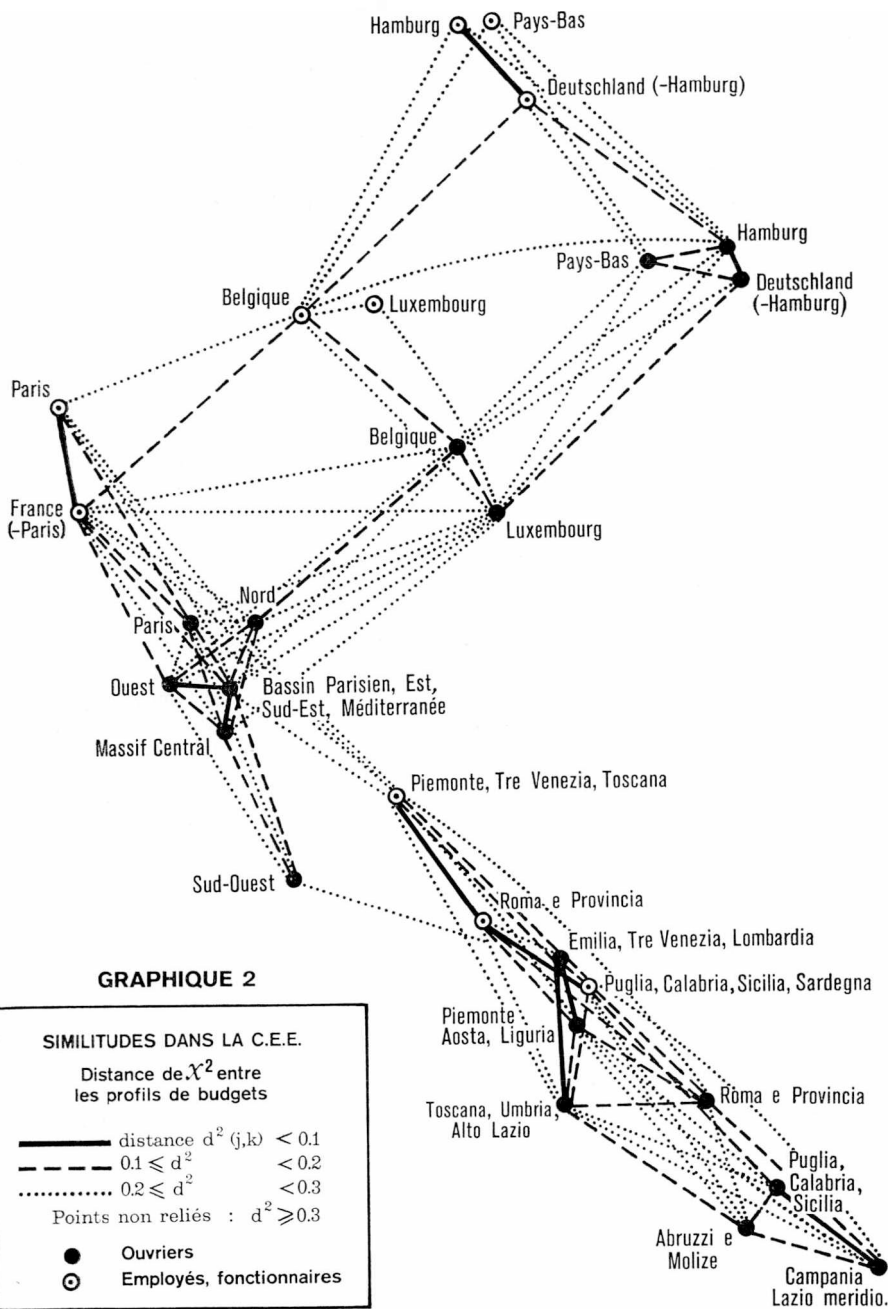 Hamburg
Pays-Bas
Deutschland (-Hamburg)
Hamburg
Pays-Bas
Deutschland
(-Hamburg)
Belgique
Luxembourg
Paris
Belgique
France
(-Paris)
Luxembourg
Nord
Paris
Ouest
Bassin Parisien, Est,
Sud-Est, Méditerranée
Massif Central
Piemonte, Tre Venezia, Toscana
Sud-Ouest
Roma e Provincia
Emilia, Tre Venezia, Lombardia
Puglia, Calabria, Sicilia, Sardegna
Piemonte
Aosta, Liguria
Roma e Provincia
Toscana, Umbria,
Alto Lazio
Puglia,
Calabria,
Sicilia
Abruzzi e
Molize
Campania
Lazio meridio.
GRAPHIQUE 2
SIMILITUDES DANS LA C.E.E.
Distance de χ² entre
les profils de budgets
distance d² (j,k) < 0.1
0.1 ⩽ d² < 0.2
0.2 ⩽ d² < 0.3
Points non reliés : d² ⩾ 0.3
Ouvriers
Employés, fonctionnaires